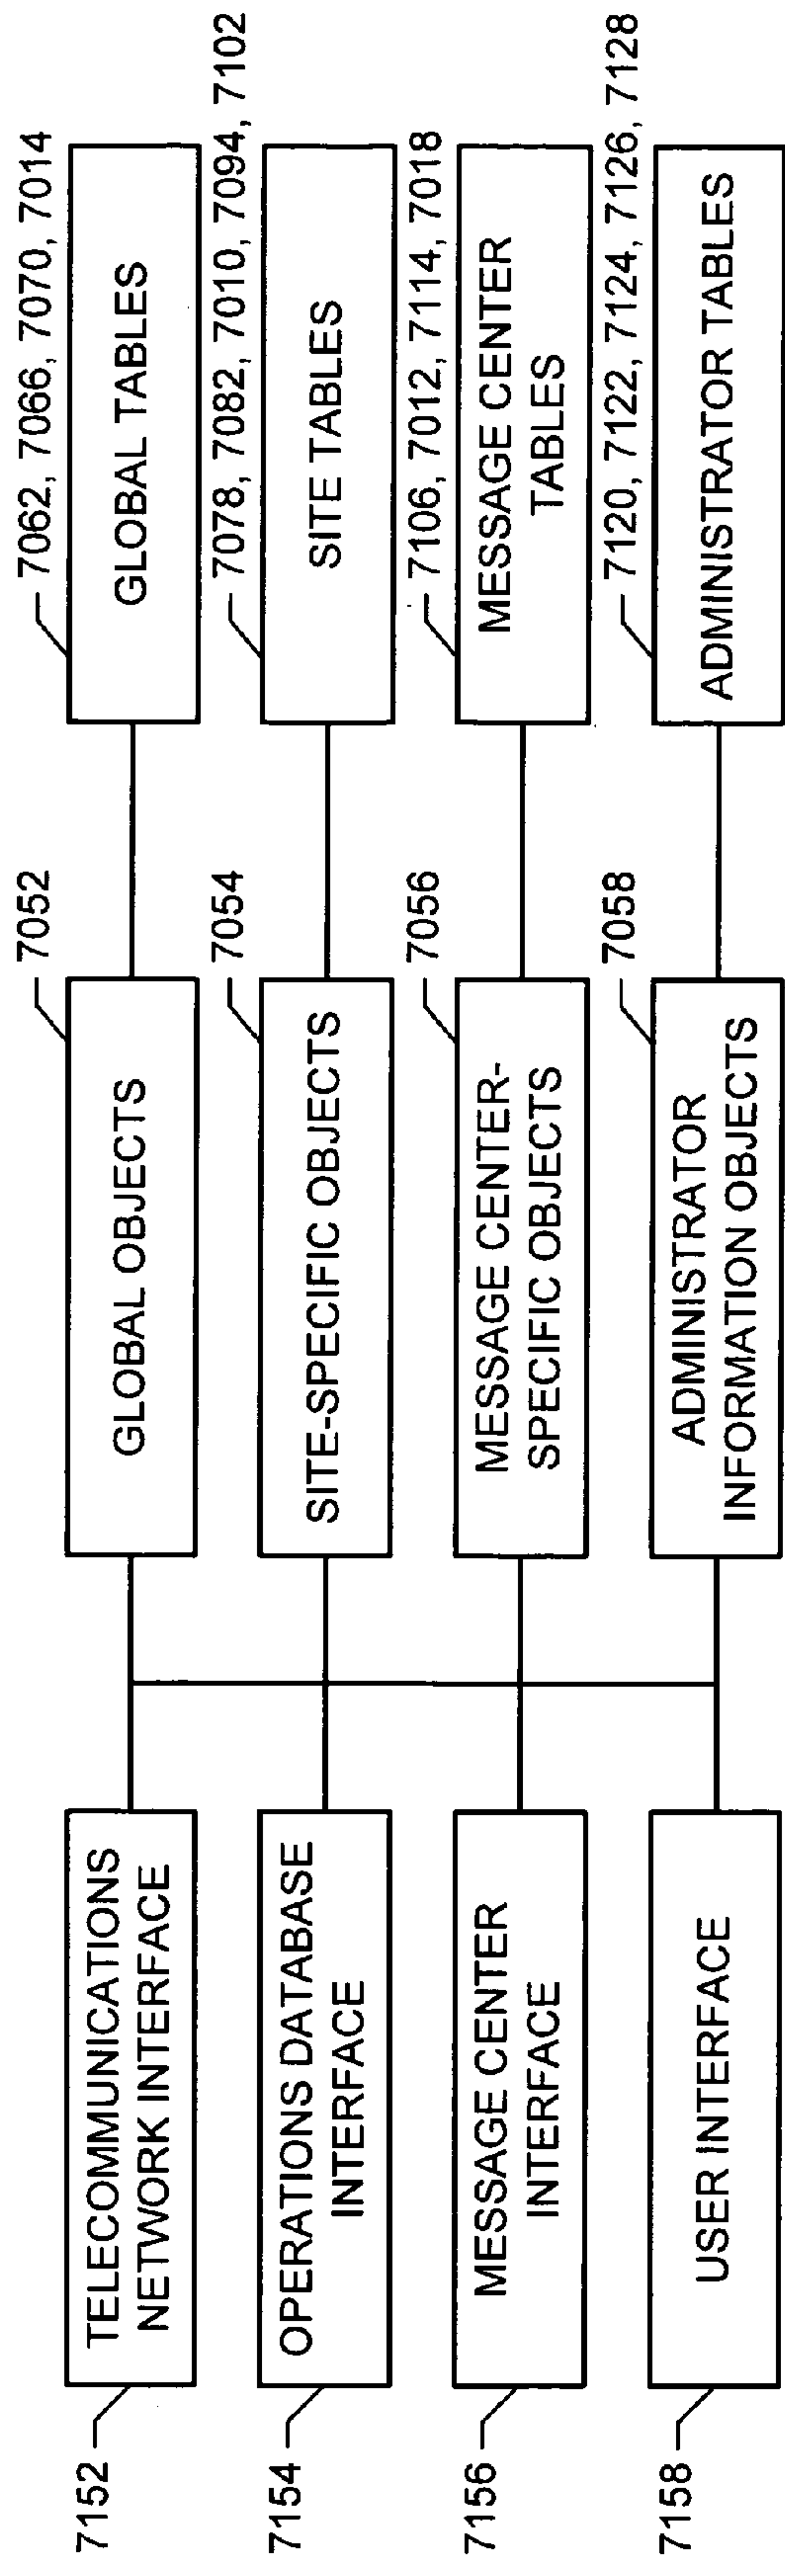 7152
TELECOMMUNICATIONS
NETWORK INTERFACE
7052
GLOBAL OBJECTS
7062, 7066, 7070, 7014
GLOBAL TABLES
7154
OPERATIONS DATABASE
INTERFACE
7054
SITE-SPECIFIC OBJECTS
7078, 7082, 7010, 7094, 7102
SITE TABLES
7156
MESSAGE CENTER
INTERFACE
7056
MESSAGE CENTER-
SPECIFIC OBJECTS
7106, 7012, 7114, 7018
MESSAGE CENTER
TABLES
7158
USER INTERFACE
7058
ADMINISTRATOR
INFORMATION OBJECTS
7120, 7122, 7124, 7126, 7128
ADMINISTRATOR TABLES